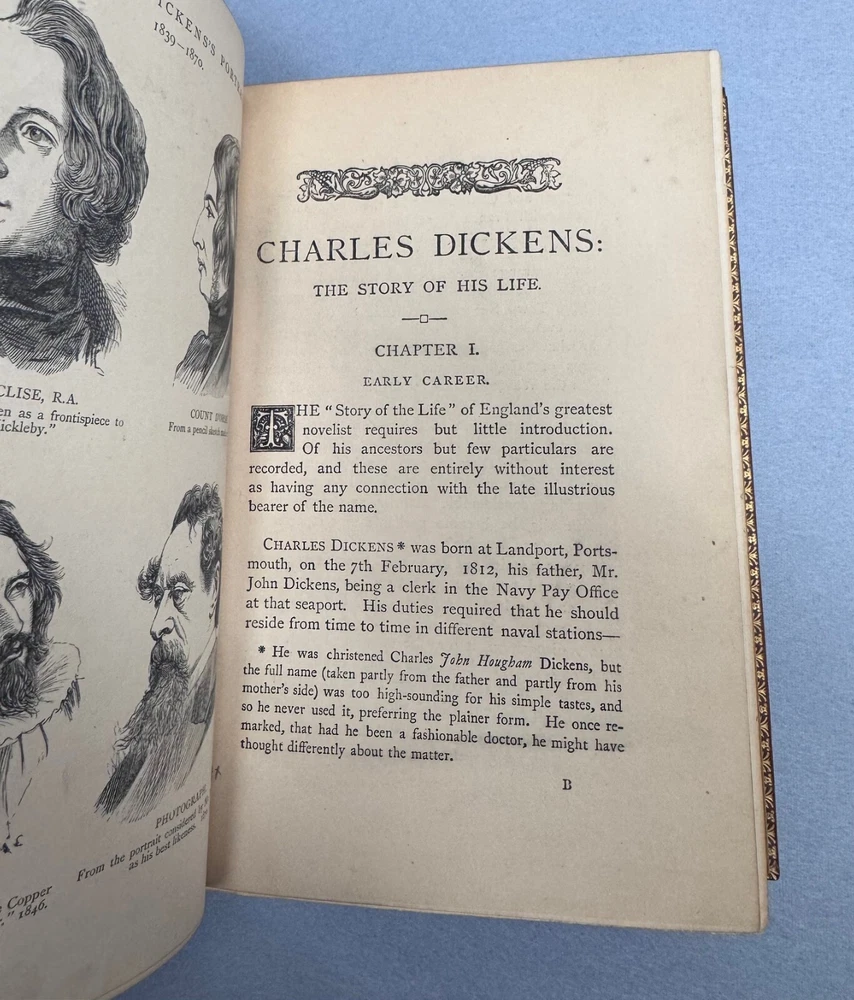 ICKENS'S PORTRA
1839—1870.
CLISE, R.A.
en as a frontispiece to
ickleby."
COUNT D'ORS
From a pencil sketch
PHOTOGRAPH
From the portrait considered by
as his best likeness.
Copper
." 1846.
CHARLES DICKENS:
THE STORY OF HIS LIFE.
CHAPTER I.
EARLY CAREER.
THE "Story of the Life" of England's greatest
novelist requires but little introduction.
Of his ancestors but few particulars are
recorded, and these are entirely without interest
as having any connection with the late illustrious
bearer of the name.
CHARLES DICKENS * was born at Landport, Ports-
mouth, on the 7th February, 1812, his father, Mr.
John Dickens, being a clerk in the Navy Pay Office
at that seaport. His duties required that he should
reside from time to time in different naval stations—
* He was christened Charles John Hougham Dickens, but
the full name (taken partly from the father and partly from his
mother's side) was too high-sounding for his simple tastes, and
so he never used it, preferring the plainer form. He once re-
marked, that had he been a fashionable doctor, he might have
thought differently about the matter.
B